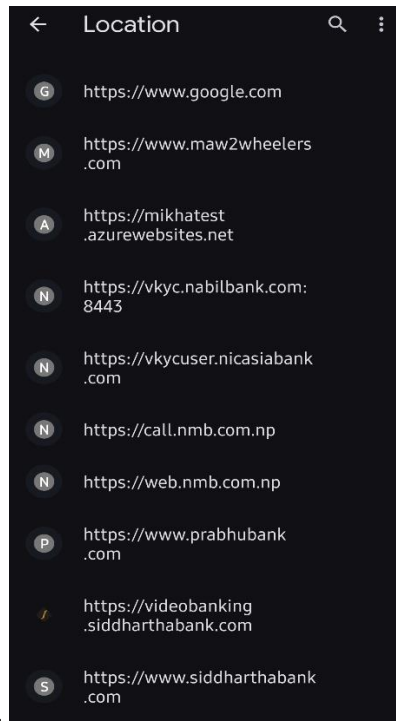 Location
G
https://www.google.com
M
https://www.maw2wheelers
.com
A
https://mikhatest
.azurewebsites.net
N
https://vkyc.nabilbank.com:
8443
N
https://vkycuser.nicasiabank
.com
N
https://call.nmb.com.np
N
https://web.nmb.com.np
P
https://www.prabhubank
.com
https://videobanking
.siddharthabank.com
S
https://www.siddharthabank
.com